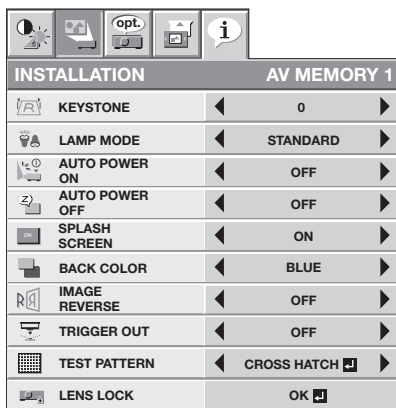 opt.
i
INSTALLATION AV MEMORY 1
KEYSTONE 0
LAMP MODE STANDARD
AUTO POWER
ON OFF
AUTO POWER
OFF OFF
ON SPLASH
SCREEN ON
BACK COLOR BLUE
IMAGE
REVERSE OFF
TRIGGER OUT OFF
TEST PATTERN CROSS HATCH
LENS LOCK OK